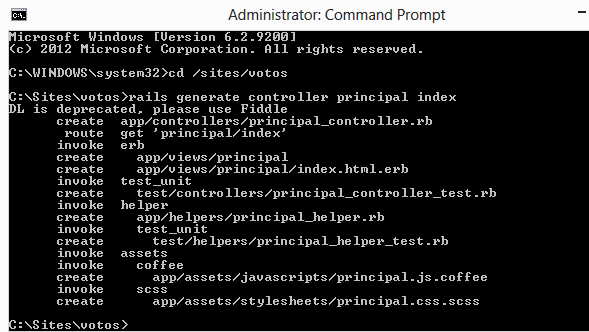 Administrator: Command Prompt
Microsoft Windows [Version 6.2.9200]
(c) 2012 Microsoft Corporation. All rights reserved.
C:\WINDOWS\system32>cd /sites/votos
C:\Sites\votos>rails generate controller principal index
DL is deprecated, please use Fiddle
create app/controllers/principal_controller.rb
route get 'principal/index'
invoke erb
create app/views/principal
create app/views/principal/index.html.erb
invoke test_unit
create test/controllers/principal_controller_test.rb
invoke helper
create app/helpers/principal_helper.rb
invoke test_unit
create test/helpers/principal_helper_test.rb
invoke assets
invoke coffee
create app/assets/javascripts/principal.js.coffee
invoke scss
create app/assets/stylesheets/principal.css.scss
C:\Sites\votos>